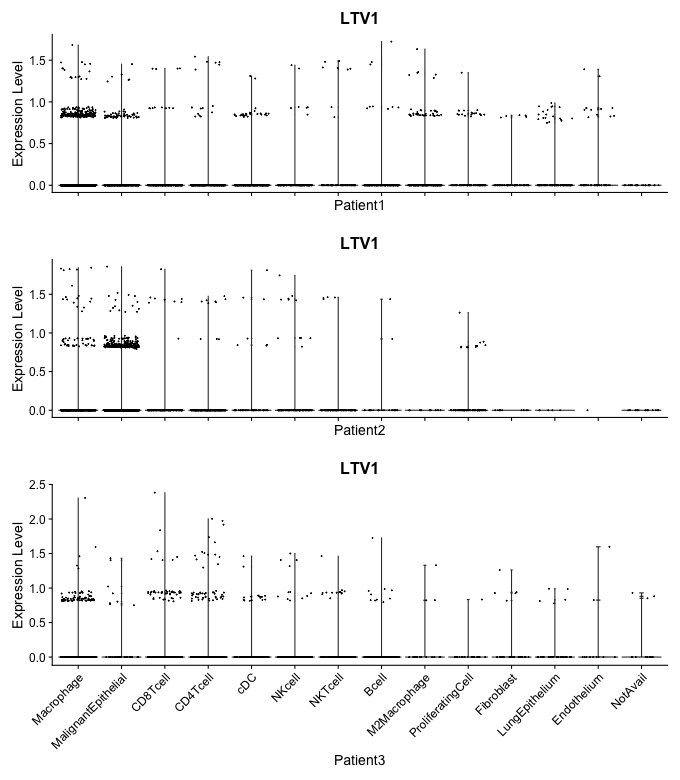 LTV1
Expression Level
1.5
1.0
0.5
0.0
Patient1
LTV1
Expression Level
1.5
1.0
0.5
0.0
Patient2
LTV1
Expression Level
2.5
2.0
1.5
1.0
0.5
0.0
Macrophage
MalignantEpithelial
CD8Tcell
CD4Tcell
cDC
NKcell
NKTcell
Bcell
M2Macrophage
ProliferatingCell
Fibroblast
LungEpithelium
Endothelium
NotAvail
Patient3